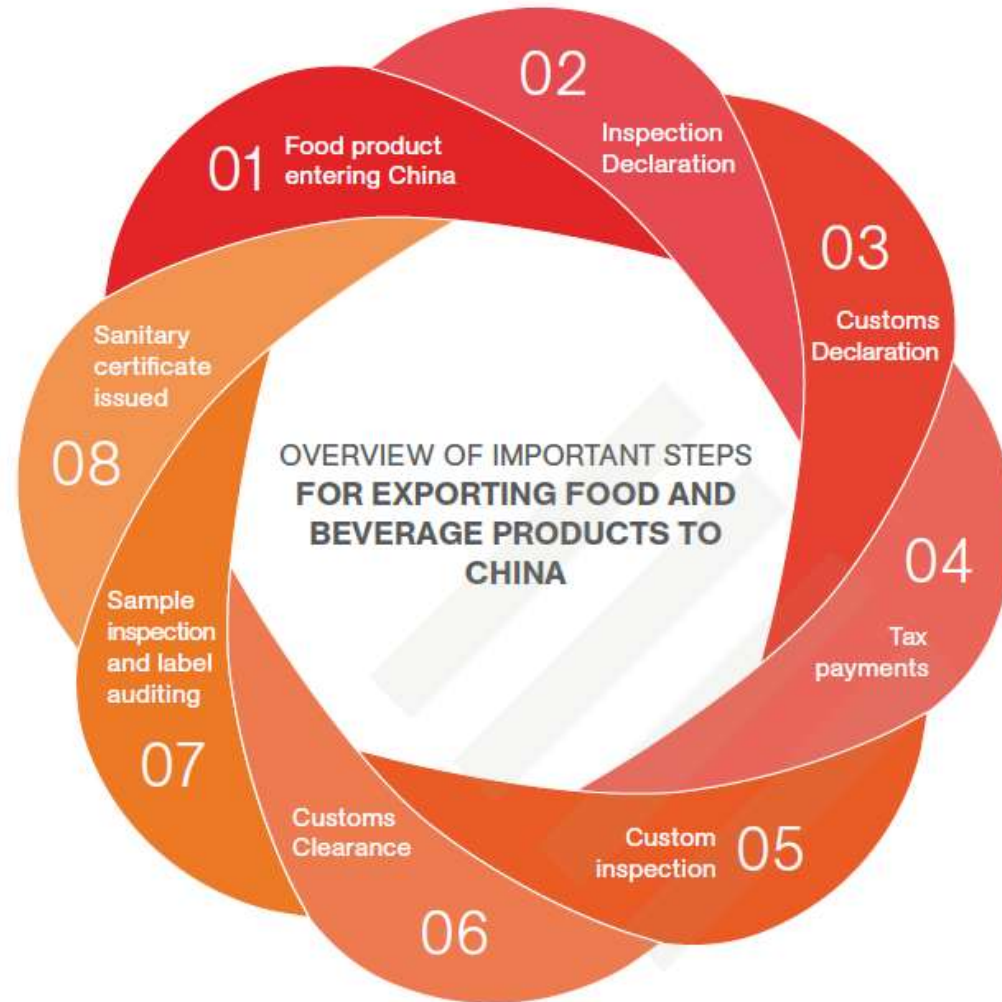 01
Food product
entering China
02
Inspection
Declaration
03
Customs
Declaration
04
Tax
payments
Custom
inspection
05
Customs
Clearance
06
Sample
inspection
and label
auditing
07
Sanitary
certificate
issued
08
OVERVIEW OF IMPORTANT STEPS
FOR EXPORTING FOOD AND
BEVERAGE PRODUCTS TO
CHINA